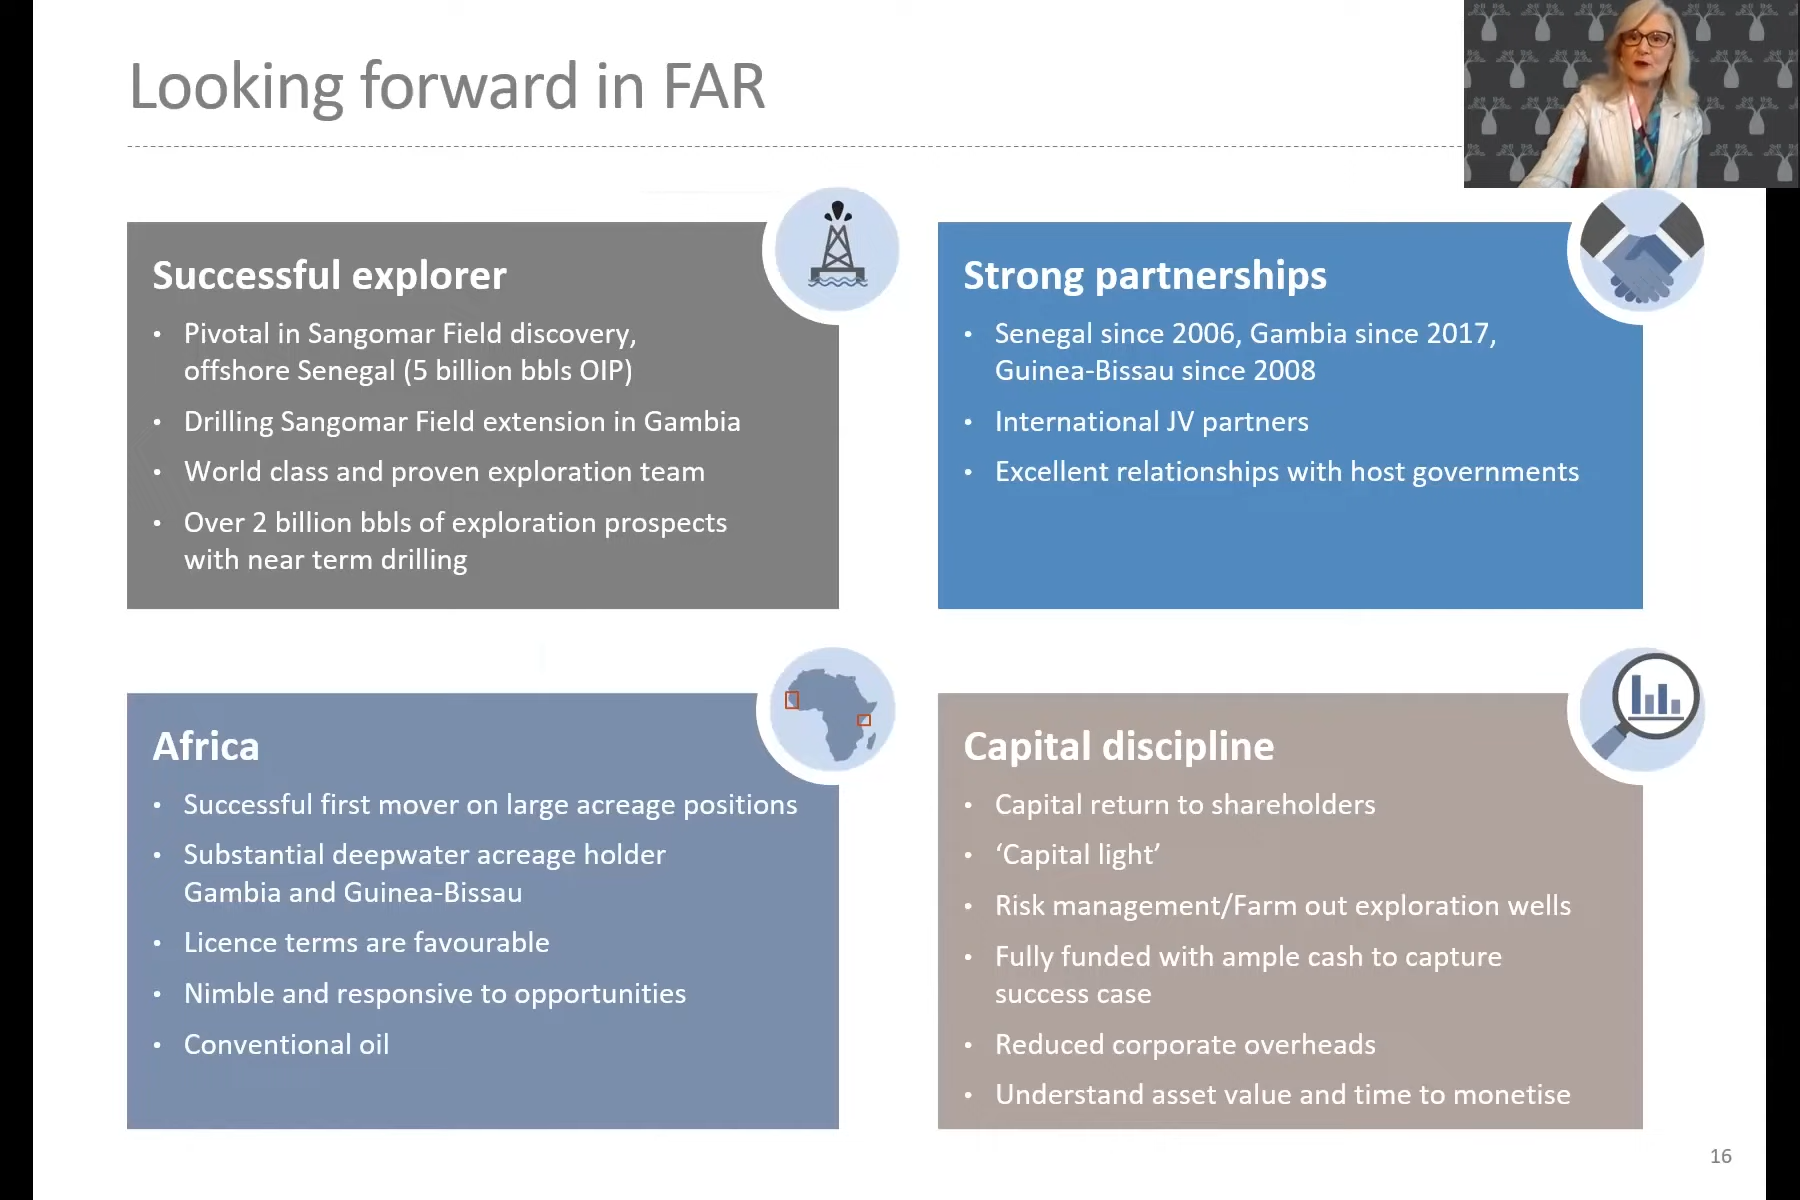 Looking forward in FAR
Successful explorer
• Pivotal in Sangomar Field discovery,
offshore Senegal (5 billion bbls OIP)
• Drilling Sangomar Field extension in Gambia
• World class and proven exploration team
• Over 2 billion bbls of exploration prospects
with near term drilling
Strong partnerships
• Senegal since 2006, Gambia since 2017,
Guinea-Bissau since 2008
• International JV partners
• Excellent relationships with host governments
Africa
• Successful first mover on large acreage positions
• Substantial deepwater acreage holder
Gambia and Guinea-Bissau
• Licence terms are favourable
• Nimble and responsive to opportunities
• Conventional oil
Capital discipline
• Capital return to shareholders
• ‘Capital light’
• Risk management/Farm out exploration wells
• Fully funded with ample cash to capture
success case
• Reduced corporate overheads
• Understand asset value and time to monetise
16